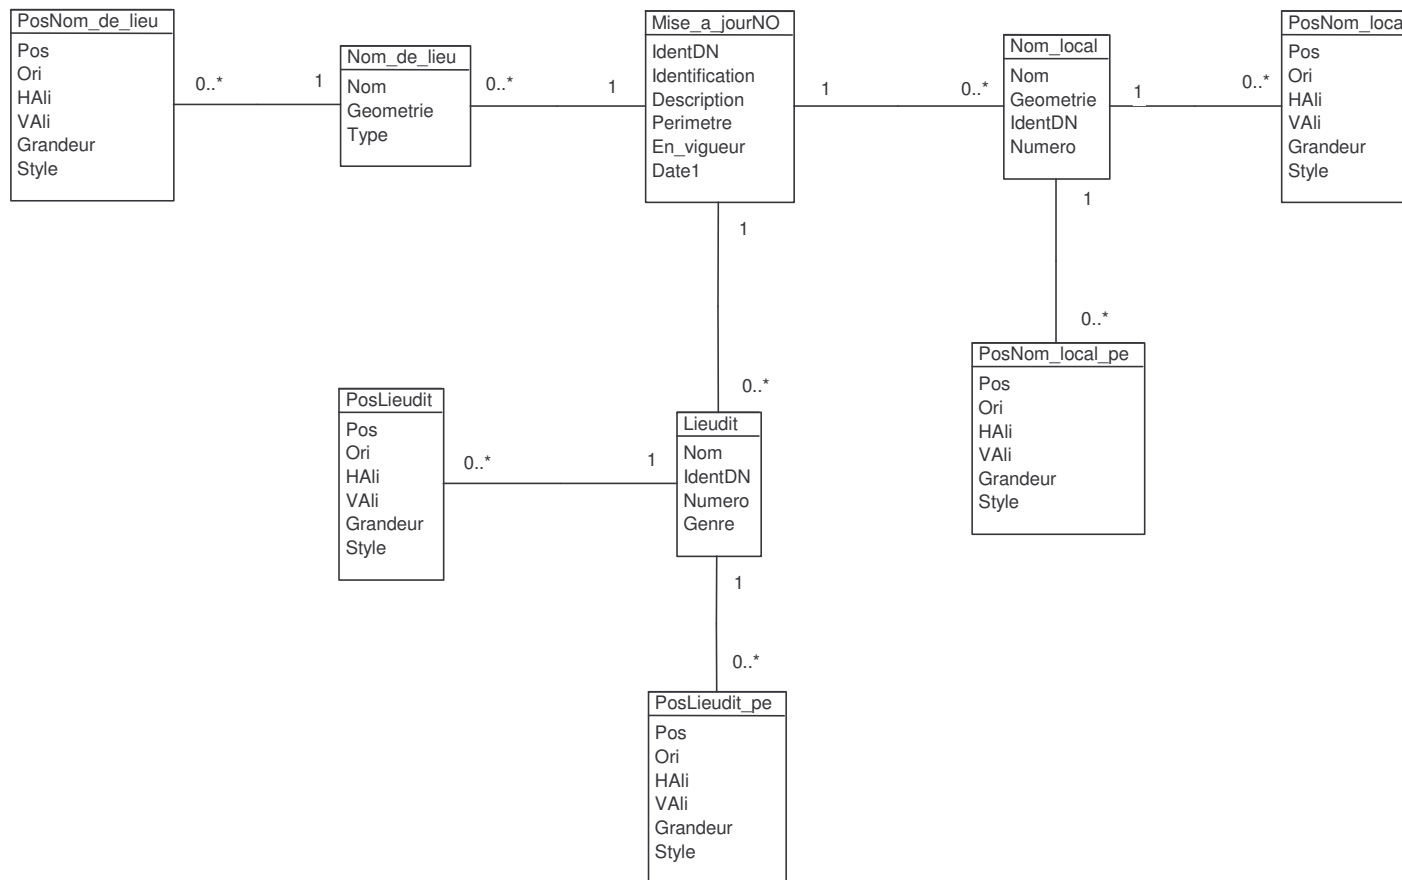 PosNom_de_lieu
Pos
Ori
HAli
VAli
Grandeur
Style
0..*
1
Nom_de_lieu
Nom
Geometrie
Type
0..*
1
Mise_a_jourNO
IdentDN
Identification
Description
Perimetre
En_vigueur
Date1
1
0..*
Nom_local
Nom
Geometrie
IdentDN
Numero
1
0..*
PosNom_local
Pos
Ori
HAli
VAli
Grandeur
Style
1
0..*
PosNom_local_pe
Pos
Ori
HAli
VAli
Grandeur
Style
1
0..*
PosLieudit
Pos
Ori
HAli
VAli
Grandeur
Style
0..*
1
Lieudit
Nom
IdentDN
Numero
Genre
1
0..*
PosLieudit_pe
Pos
Ori
HAli
VAli
Grandeur
Style